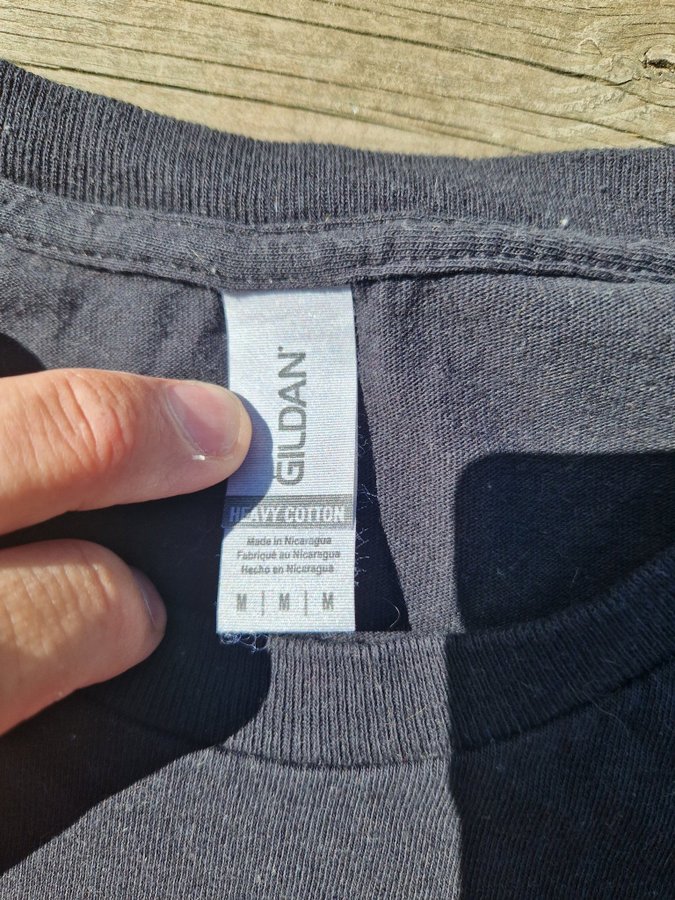 GILDAN
HEAVY COTTON
Made in Nicaragua
Fabriqué au Nicaragua
Hecho en Nicaragua
M | M | M